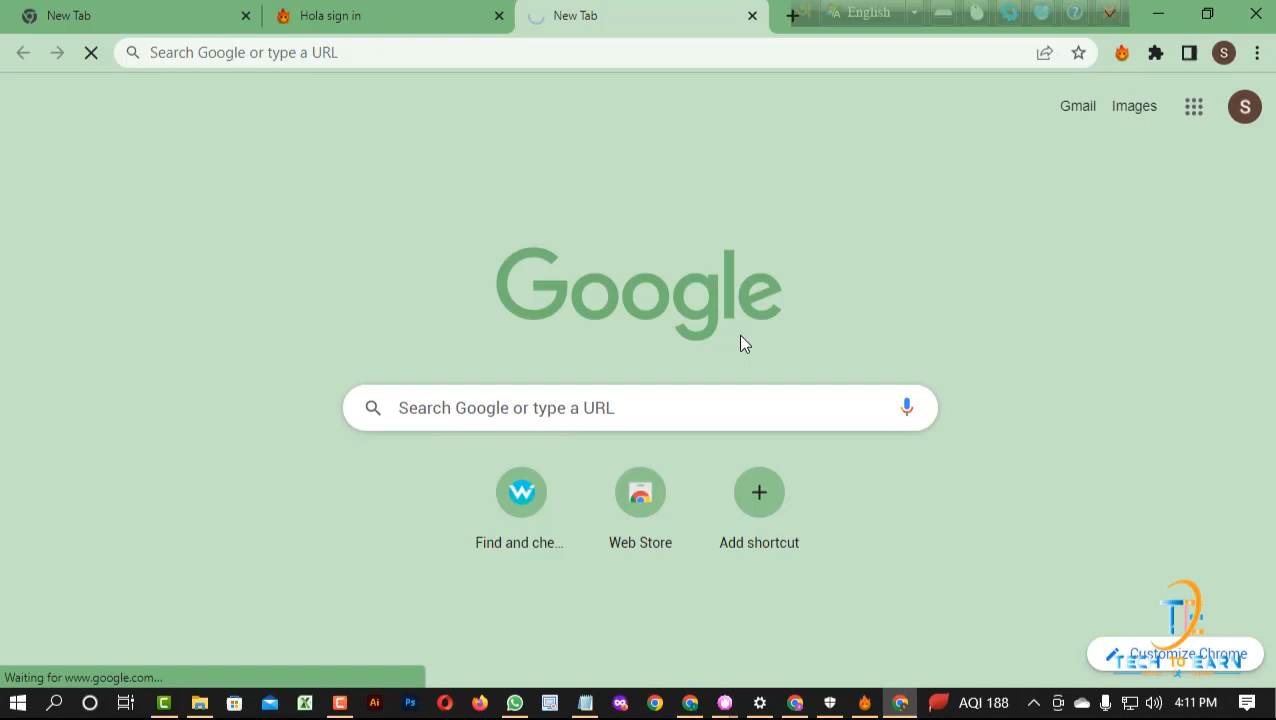 New Tab
Hola sign in
New Tab
English
Search Google or type a URL
S
Gmail
Images
S
Google
Search Google or type a URL
Find and che...
Web Store
Add shortcut
Customize Chrome
TECH TO EARN
Waiting for www.google.com...
Ai
Ps
AQI 188
4:11 PM